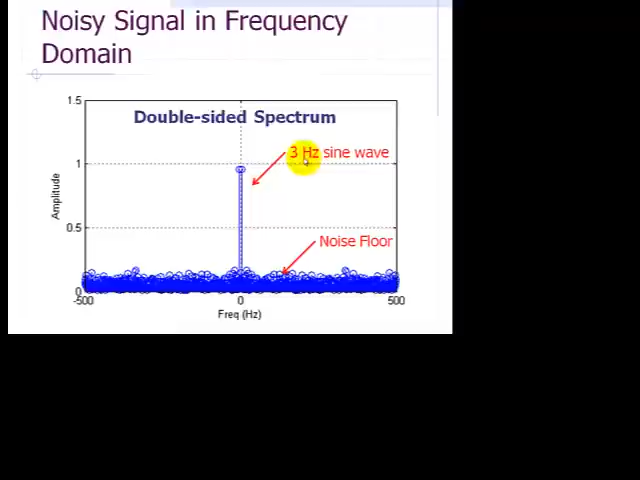 Noisy Signal in Frequency
Domain
1.5
Double-sided Spectrum
3 Hz sine wave
1
Amplitude
0.5
Noise Floor
0
-500
0
500
Freq (Hz)